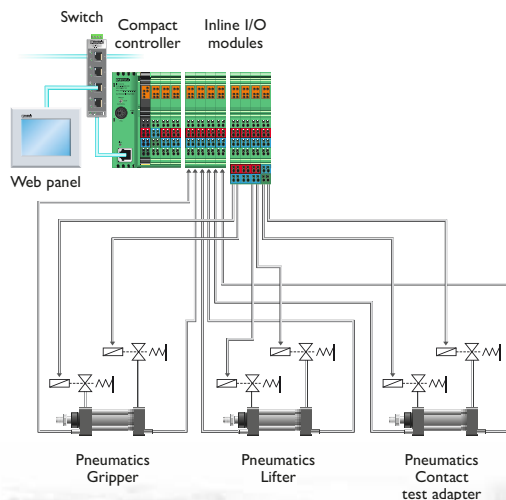 Switch
Compact
controller
Inline I/O
modules
Web panel
Pneumatics
Gripper
Pneumatics
Lifter
Pneumatics
Contact
test adapter